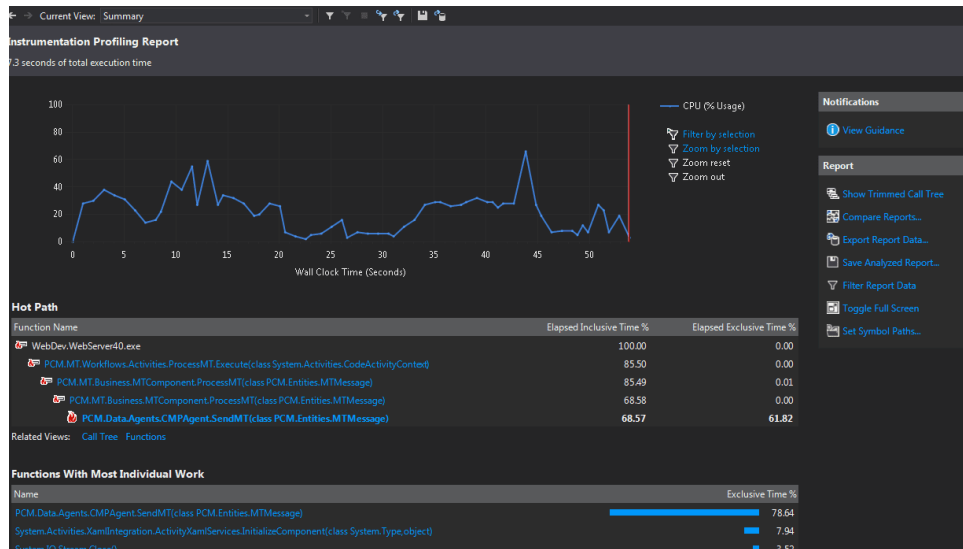 Current View: Summary
Instrumentation Profiling Report
7.3 seconds of total execution time
100
80
60
40
20
0
0 5 10 15 20 25 30 35 40 45 50
Wall Clock Time (Seconds)
CPU (% Usage)
Filter by selection
Zoom by selection
Zoom reset
Zoom out
Notifications
View Guidance
Report
Show Trimmed Call Tree
Compare Reports...
Export Report Data...
Save Analyzed Report...
Filter Report Data
Toggle Full Screen
Set Symbol Paths...
Hot Path
Function Name Elapsed Inclusive Time % Elapsed Exclusive Time %
WebDev.WebServer40.exe 100.00 0.00
PCM.MT.Workflows.Activities.ProcessMT.Execute(class System.Activities.CodeActivityContext) 85.50 0.00
PCM.MT.Business.MTComponent.ProcessMT(class PCM.Entities.MTMessage) 85.49 0.01
PCM.MT.Business.MTComponent.ProcessMT(class PCM.Entities.MTMessage) 68.58 0.00
PCM.Data.Agents.CMPAgent.SendMT(class PCM.Entities.MTMessage) 68.57 61.82
Related Views: Call Tree Functions
Functions With Most Individual Work
Name Exclusive Time %
PCM.Data.Agents.CMPAgent.SendMT(class PCM.Entities.MTMessage) 78.64
System.Activities.XamlIntegration.ActivityXamlServices.InitializeComponent(class System.Type,object) 7.94
System.IO.Stream.Close() 3.52